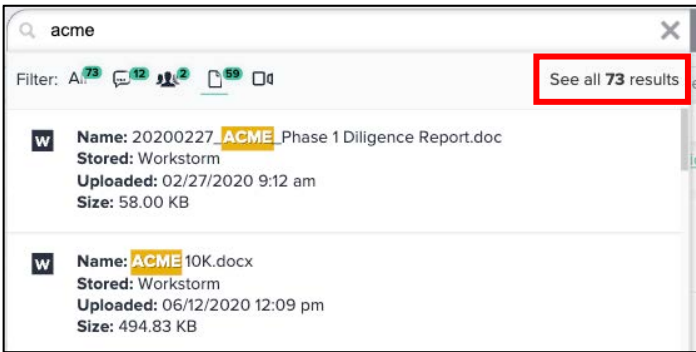 acme
Filter: A 73 12 2 59 See all 73 results
W Name: 20200227_ACME_Phase 1 Diligence Report.doc
Stored: Workstorm
Uploaded: 02/27/2020 9:12 am
Size: 58.00 KB
W Name: ACME 10K.docx
Stored: Workstorm
Uploaded: 06/12/2020 12:09 pm
Size: 494.83 KB